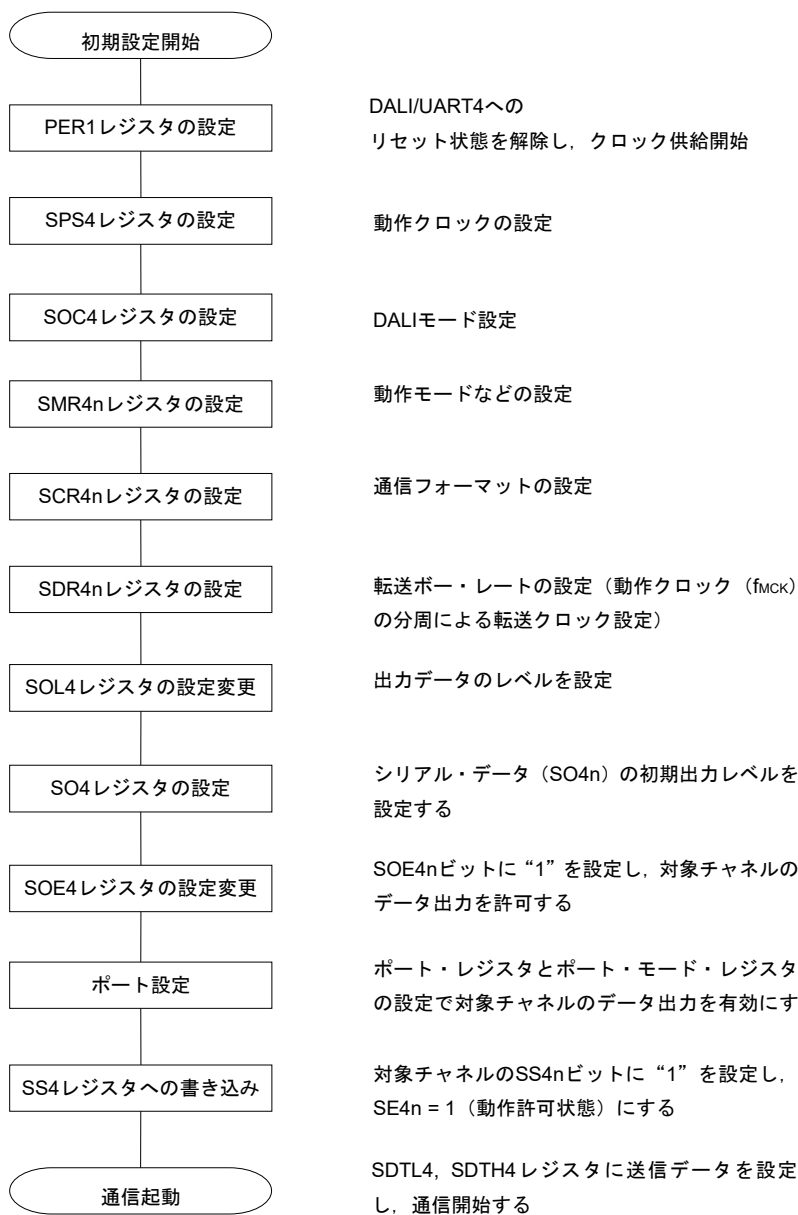 初期設定開始
PER1レジスタの設定
DALI/UART4への
リセット状態を解除し，クロック供給開始
SPS4レジスタの設定
動作クロックの設定
SOC4レジスタの設定
DALIモード設定
SMR4nレジスタの設定
動作モードなどの設定
SCR4nレジスタの設定
通信フォーマットの設定
SDR4nレジスタの設定
転送ボー・レートの設定（動作クロック（fMCK）
の分周による転送クロック設定）
SOL4レジスタの設定変更
出力データのレベルを設定
SO4レジスタの設定
シリアル・データ（SO4n）の初期出力レベルを
設定する
SOE4レジスタの設定変更
SOE4nビットに“1”を設定し，対象チャネルの
データ出力を許可する
ポート設定
ポート・レジスタとポート・モード・レジスタ
の設定で対象チャネルのデータ出力を有効にす
SS4レジスタへの書き込み
対象チャネルのSS4nビットに“1”を設定し，
SE4n = 1（動作許可状態）にする
通信起動
SDTL4, SDTH4レジスタに送信データを設定
し，通信開始する